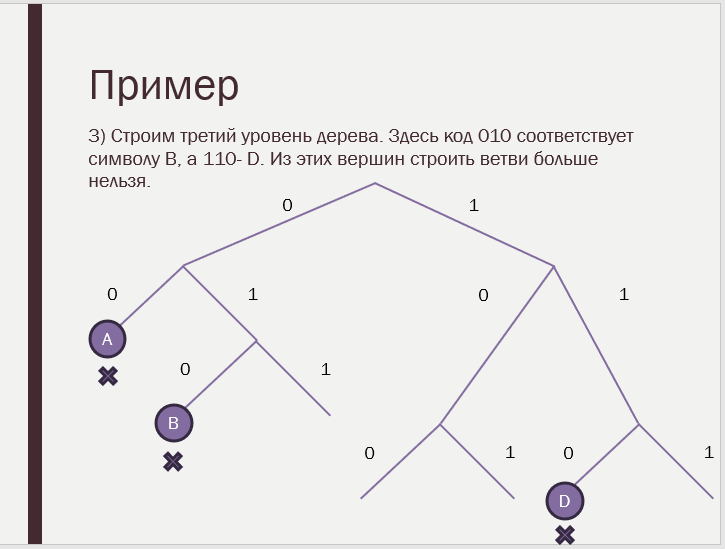 Пример
3) Строим третий уровень дерева. Здесь код 010 соответствует
символу B, а 110- D. Из этих вершин строить ветви больше
нельзя.
0 1
0 1 0 1
A
0 1
B
0 1 0 1
D